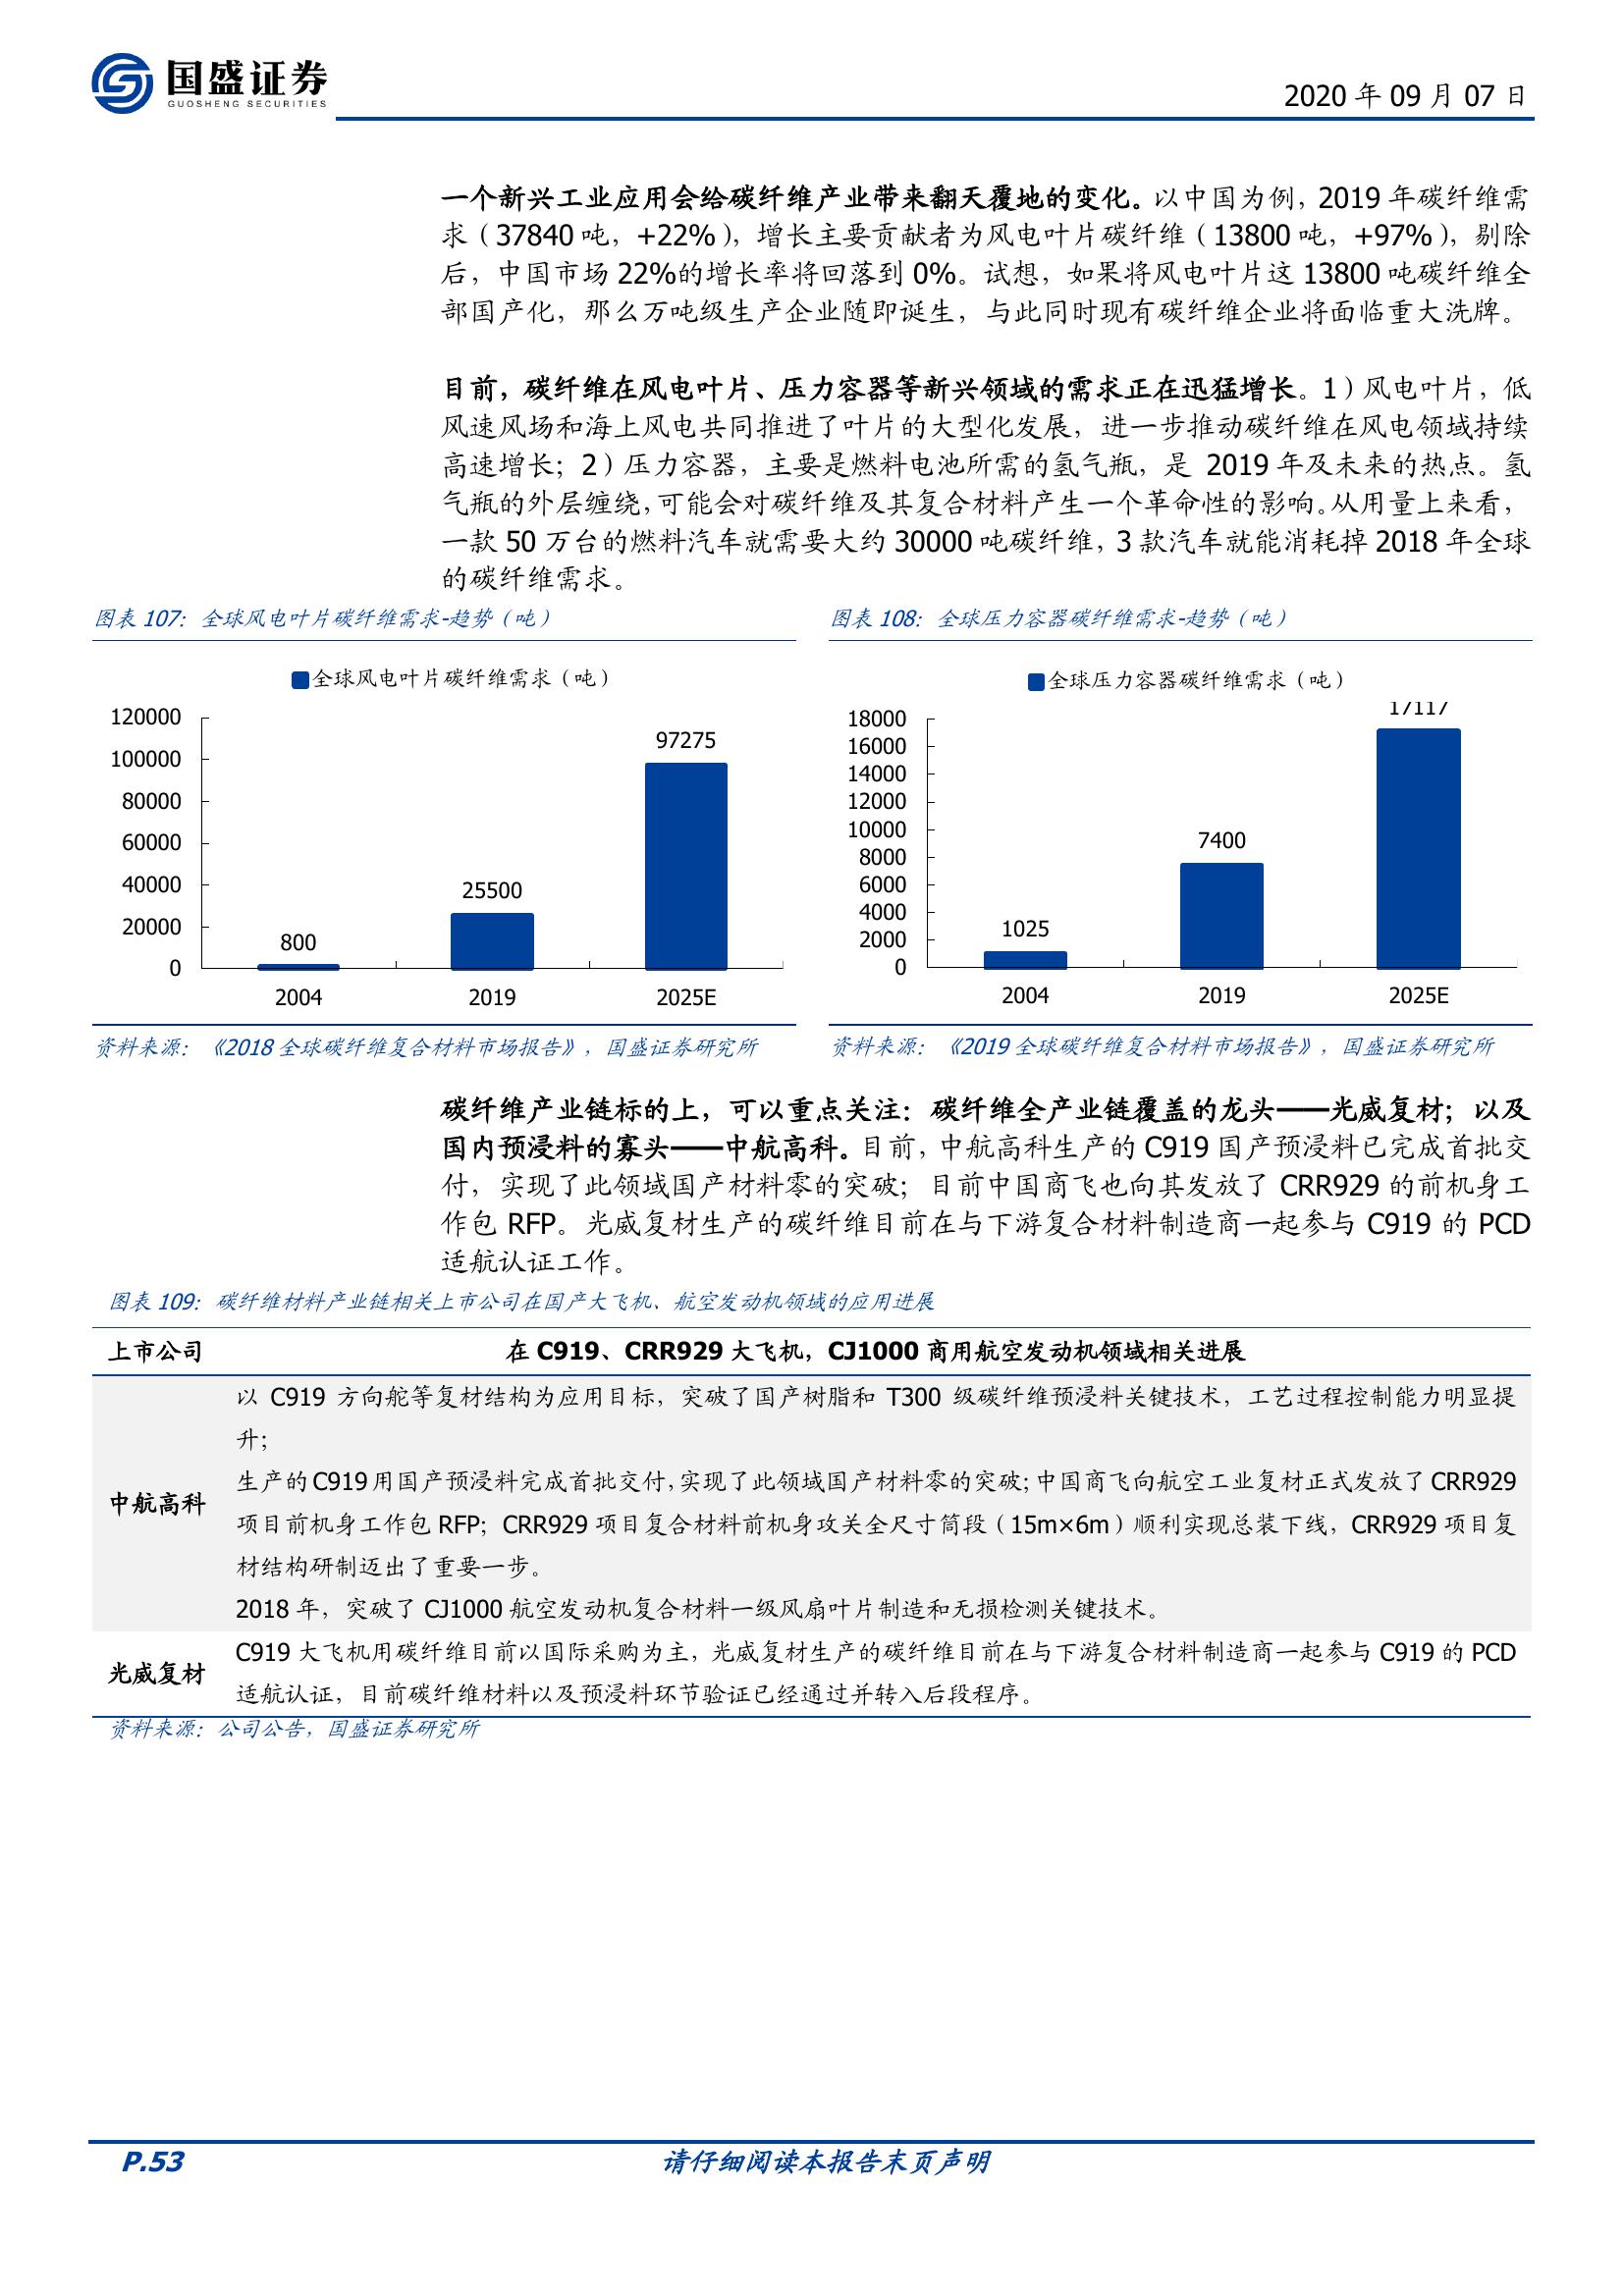 国盛证券
GUOSHENG SECURITIES
2020 年 09 月 07 日
一个新兴工业应用会给碳纤维产业带来翻天覆地的变化。以中国为例，2019 年碳纤维需
求（37840 吨，+22%），增长主要贡献者为风电叶片碳纤维（13800 吨，+97%），剔除
后，中国市场 22%的增长率将回落到 0%。试想，如果将风电叶片这 13800 吨碳纤维全
部国产化，那么万吨级生产企业随即诞生，与此同时现有碳纤维企业将面临重大洗牌。
目前，碳纤维在风电叶片、压力容器等新兴领域的需求正在迅猛增长。1）风电叶片，低
风速风场和海上风电共同推进了叶片的大型化发展，进一步推动碳纤维在风电领域持续
高速增长；2）压力容器，主要是燃料电池所需的氢气瓶，是 2019 年及未来的热点。氢
气瓶的外层缠绕，可能会对碳纤维及其复合材料产生一个革命性的影响。从用量上来看，
一款 50 万台的燃料汽车就需要大约 30000 吨碳纤维，3 款汽车就能消耗掉 2018 年全球
的碳纤维需求。
图表 107：全球风电叶片碳纤维需求-趋势（吨）
全球风电叶片碳纤维需求（吨）
120000
100000
80000
60000
40000
20000
0
800
25500
97275
2004
2019
2025E
资料来源：《2018 全球碳纤维复合材料市场报告》，国盛证券研究所
图表 108：全球压力容器碳纤维需求-趋势（吨）
全球压力容器碳纤维需求（吨）
18000
16000
14000
12000
10000
8000
6000
4000
2000
0
1025
7400
17117
2004
2019
2025E
资料来源：《2019 全球碳纤维复合材料市场报告》，国盛证券研究所
碳纤维产业链标的上，可以重点关注：碳纤维全产业链覆盖的龙头——光威复材；以及
国内预浸料的寡头——中航高科。目前，中航高科生产的 C919 国产预浸料已完成首批交
付，实现了此领域国产材料零的突破；目前中国商飞也向其发放了 CRR929 的前机身工
作包 RFP。光威复材生产的碳纤维目前在与下游复合材料制造商一起参与 C919 的 PCD
适航认证工作。
图表 109：碳纤维材料产业链相关上市公司在国产大飞机、航空发动机领域的应用进展
上市公司 在 C919、CRR929 大飞机，CJ1000 商用航空发动机领域相关进展
以 C919 方向舵等复材结构为应用目标，突破了国产树脂和 T300 级碳纤维预浸料关键技术，工艺过程控制能力明显提
升；
生产的 C919 用国产预浸料完成首批交付，实现了此领域国产材料零的突破；中国商飞向航空工业复材正式发放了 CRR929
中航高科
项目前机身工作包 RFP；CRR929 项目复合材料前机身攻关全尺寸筒段（15m×6m）顺利实现总装下线，CRR929 项目复
材结构研制迈出了重要一步。
2018 年，突破了 CJ1000 航空发动机复合材料一级风扇叶片制造和无损检测关键技术。
光威复材
C919 大飞机用碳纤维目前以国际采购为主，光威复材生产的碳纤维目前在与下游复合材料制造商一起参与 C919 的 PCD
适航认证，目前碳纤维材料以及预浸料环节验证已经通过并转入后段程序。
资料来源：公司公告，国盛证券研究所
P.53
请仔细阅读本报告末页声明